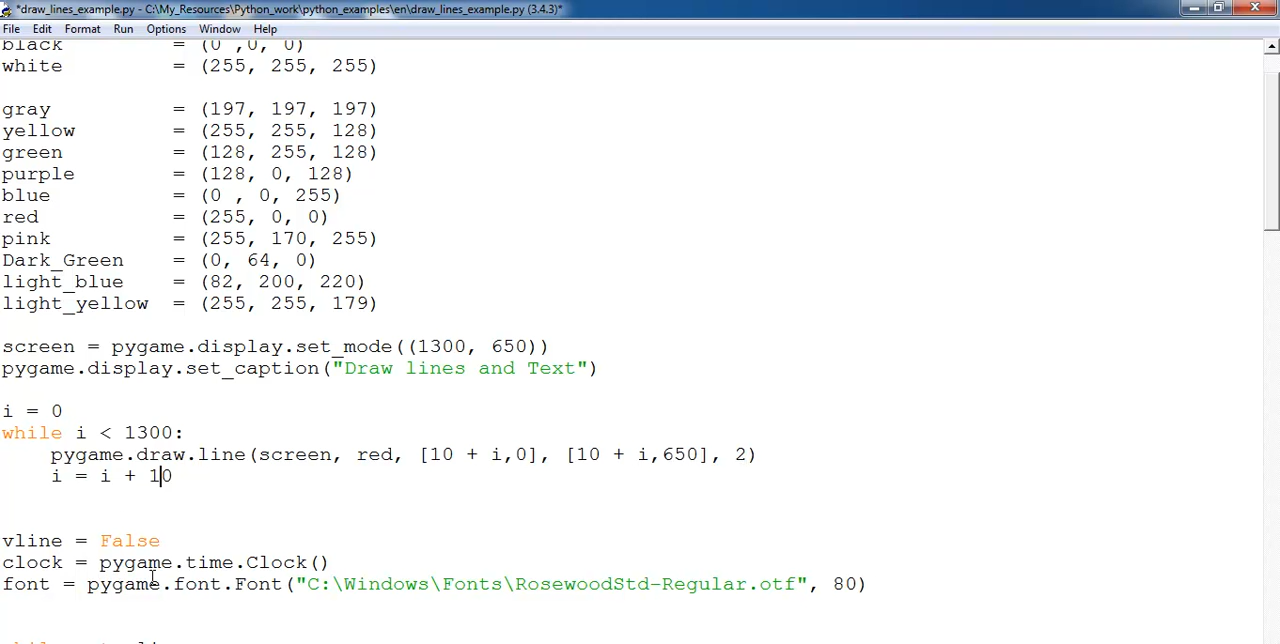 *draw_lines_example.py - C:\My_Resources\Python_work\python_examples\en\draw_lines_example.py (3.4.3)*
File Edit Format Run Options Window Help
black = (0 ,0, 0)
white = (255, 255, 255)
gray = (197, 197, 197)
yellow = (255, 255, 128)
green = (128, 255, 128)
purple = (128, 0, 128)
blue = (0 , 0, 255)
red = (255, 0, 0)
pink = (255, 170, 255)
Dark_Green = (0, 64, 0)
light_blue = (82, 200, 220)
light_yellow = (255, 255, 179)
screen = pygame.display.set_mode((1300, 650))
pygame.display.set_caption("Draw lines and Text")
i = 0
while i < 1300:
pygame.draw.line(screen, red, [10 + i,0], [10 + i,650], 2)
i = i + 10
vline = False
clock = pygame.time.Clock()
font = pygame.font.Font("C:\Windows\Fonts\RosewoodStd-Regular.otf", 80)